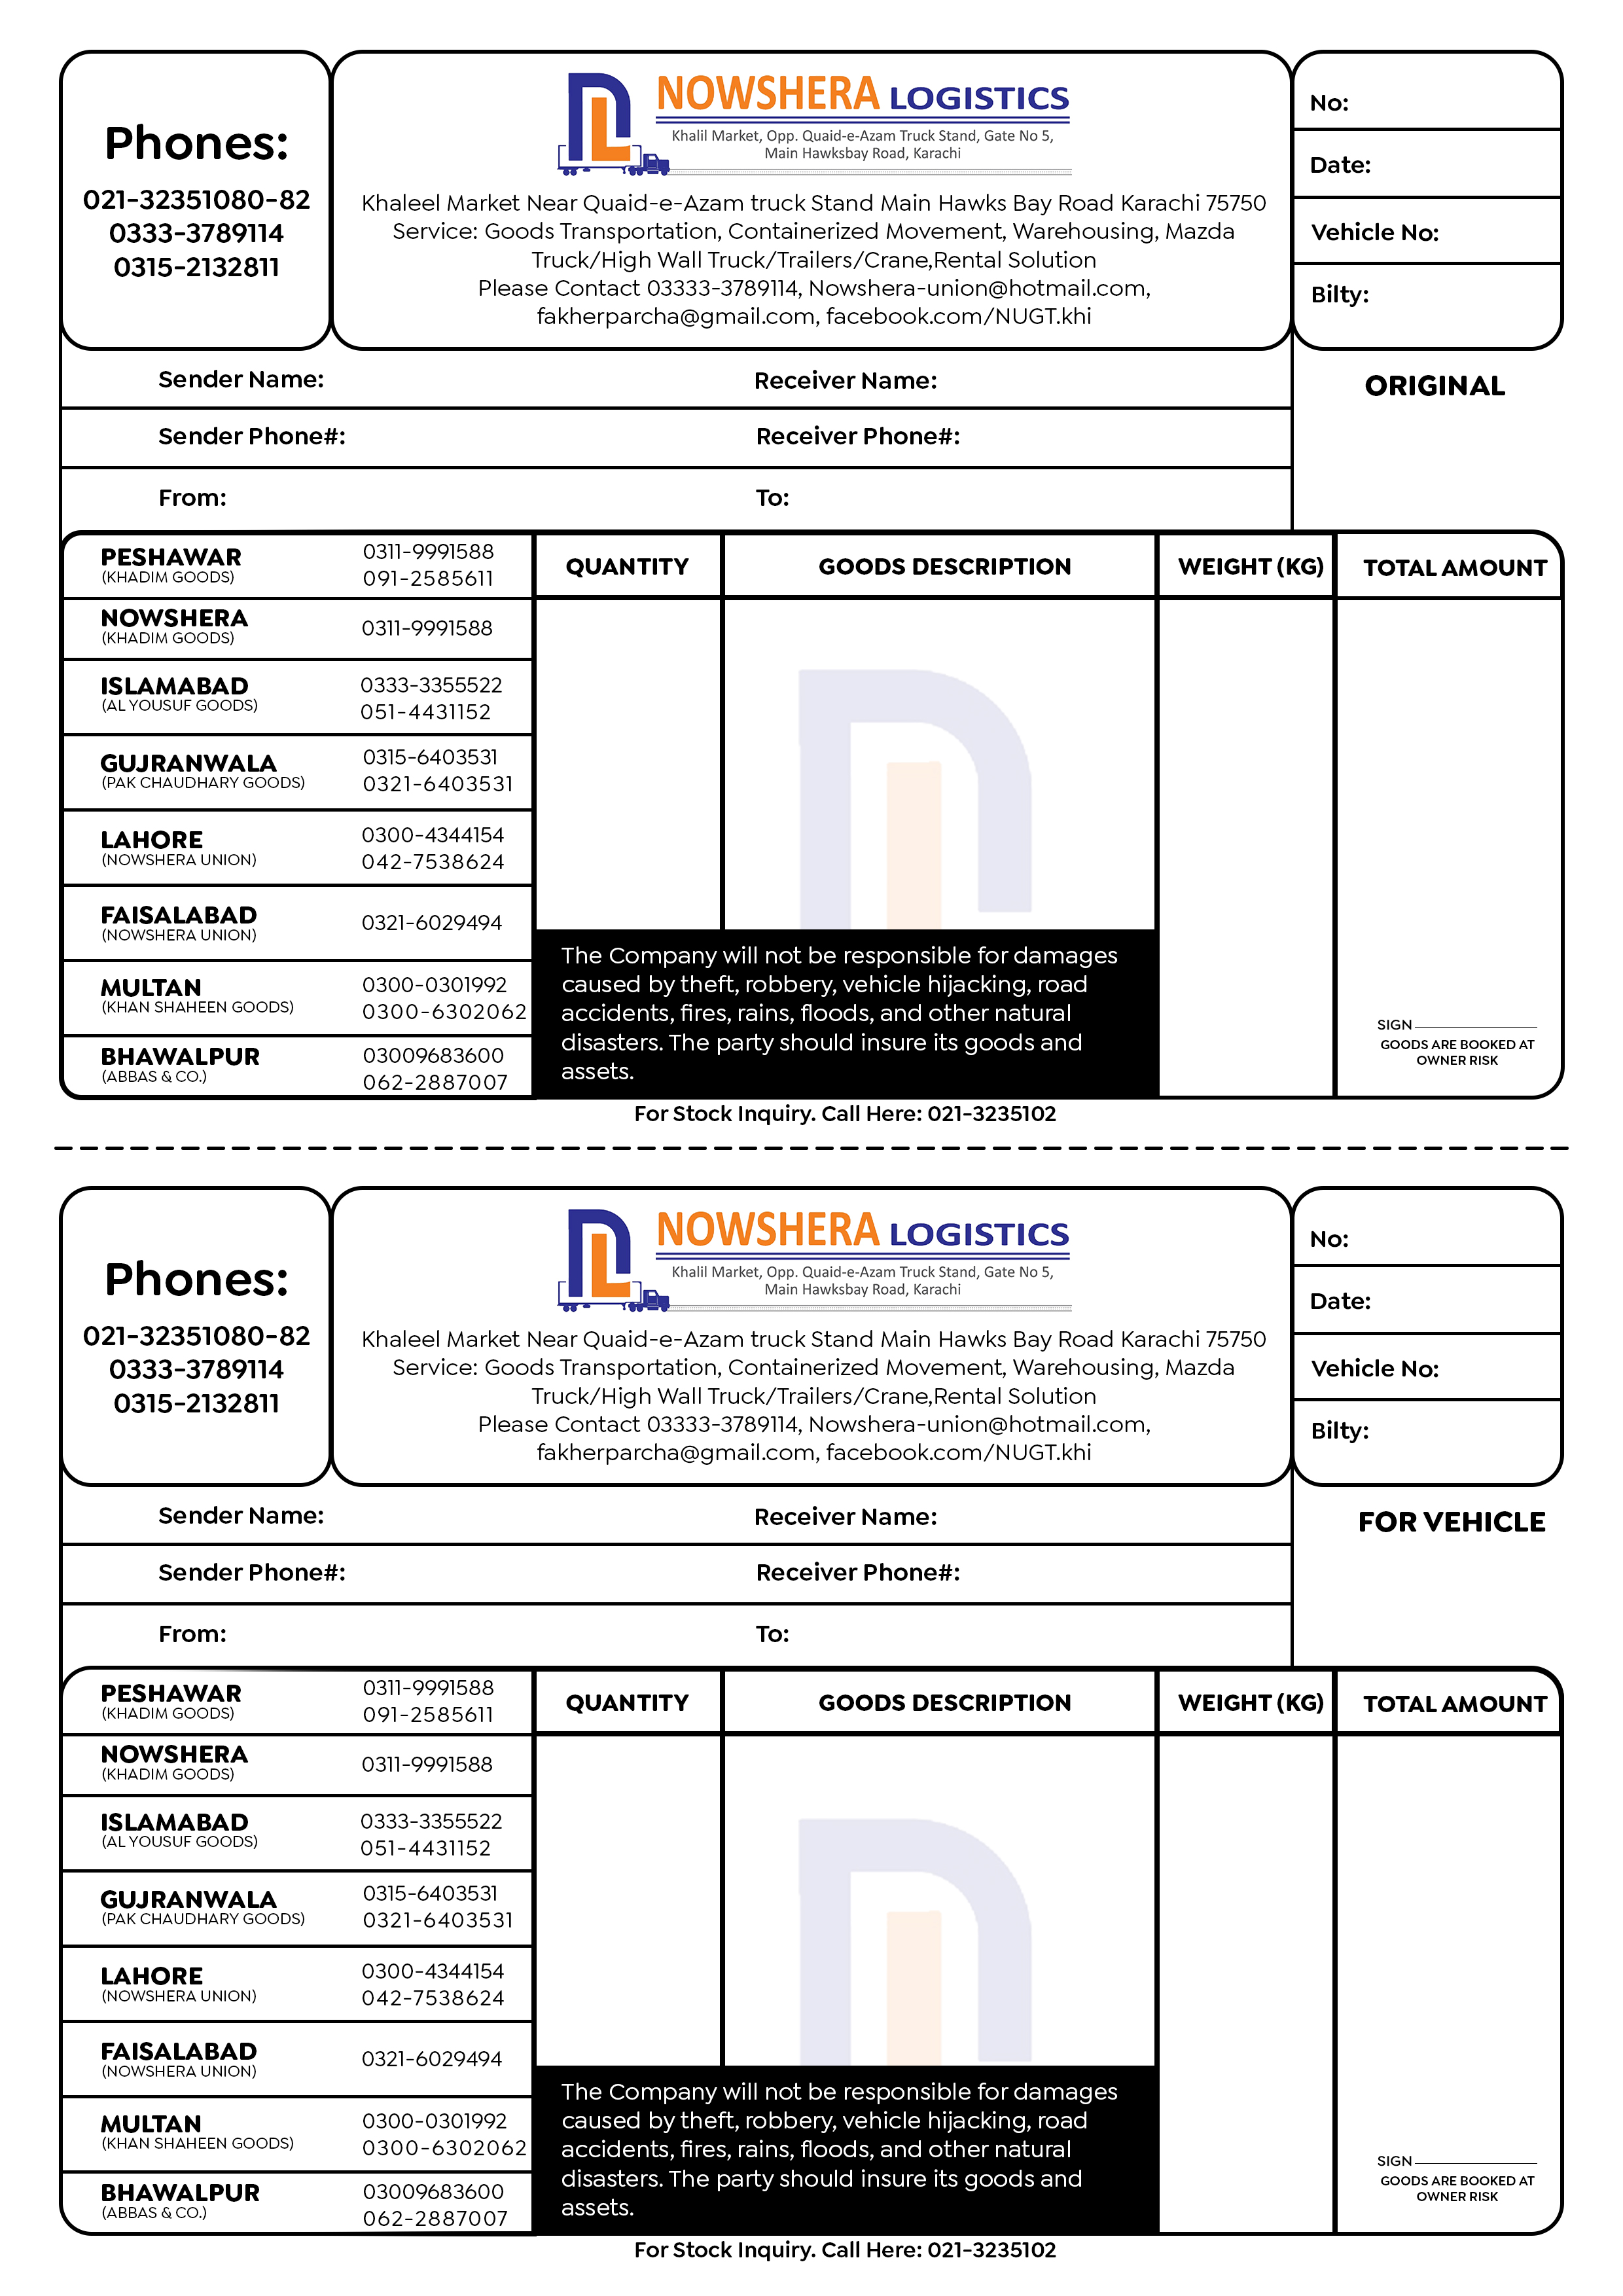 Phones:
021-32351080-82
0333-3789114
0315-2132811
NOWSHERA LOGISTICS
Khalil Market, Opp. Quaid-e-Azam Truck Stand, Gate No 5,
Main Hawksbay Road, Karachi
Khaleel Market Near Quaid-e-Azam truck Stand Main Hawks Bay Road Karachi 75750
Service: Goods Transportation, Containerized Movement, Warehousing, Mazda
Truck/High Wall Truck/Trailers/Crane,Rental Solution
Please Contact 03333-3789114, Nowshera-union@hotmail.com,
fakherparcha@gmail.com, facebook.com/NUGT.khi
No:
Date:
Vehicle No:
Bilty:
Sender Name: Receiver Name:
ORIGINAL
Sender Phone#: Receiver Phone#:
From: To:
PESHAWAR
(KHADIM GOODS)
0311-9991588
091-2585611
NOWSHERA
(KHADIM GOODS)
0311-9991588
ISLAMABAD
(AL YOUSUF GOODS)
0333-3355522
051-4431152
GUJRANWALA
(PAK CHAUDHARY GOODS)
0315-6403531
0321-6403531
LAHORE
(NOWSHERA UNION)
0300-4344154
042-7538624
FAISALABAD
(NOWSHERA UNION)
0321-6029494
MULTAN
(KHAN SHAHEEN GOODS)
0300-0301992
0300-6302062
BHAWALPUR
(ABBAS & CO.)
03009683600
062-2887007
QUANTITY GOODS DESCRIPTION WEIGHT (KG) TOTAL AMOUNT
The Company will not be responsible for damages
caused by theft, robbery, vehicle hijacking, road
accidents, fires, rains, floods, and other natural
disasters. The party should insure its goods and
assets.
SIGN
GOODS ARE BOOKED AT
OWNER RISK
For Stock Inquiry. Call Here: 021-3235102
Phones:
021-32351080-82
0333-3789114
0315-2132811
NOWSHERA LOGISTICS
Khalil Market, Opp. Quaid-e-Azam Truck Stand, Gate No 5,
Main Hawksbay Road, Karachi
Khaleel Market Near Quaid-e-Azam truck Stand Main Hawks Bay Road Karachi 75750
Service: Goods Transportation, Containerized Movement, Warehousing, Mazda
Truck/High Wall Truck/Trailers/Crane,Rental Solution
Please Contact 03333-3789114, Nowshera-union@hotmail.com,
fakherparcha@gmail.com, facebook.com/NUGT.khi
No:
Date:
Vehicle No:
Bilty:
Sender Name: Receiver Name:
FOR VEHICLE
Sender Phone#: Receiver Phone#:
From: To:
PESHAWAR
(KHADIM GOODS)
0311-9991588
091-2585611
NOWSHERA
(KHADIM GOODS)
0311-9991588
ISLAMABAD
(AL YOUSUF GOODS)
0333-3355522
051-4431152
GUJRANWALA
(PAK CHAUDHARY GOODS)
0315-6403531
0321-6403531
LAHORE
(NOWSHERA UNION)
0300-4344154
042-7538624
FAISALABAD
(NOWSHERA UNION)
0321-6029494
MULTAN
(KHAN SHAHEEN GOODS)
0300-0301992
0300-6302062
BHAWALPUR
(ABBAS & CO.)
03009683600
062-2887007
QUANTITY GOODS DESCRIPTION WEIGHT (KG) TOTAL AMOUNT
The Company will not be responsible for damages
caused by theft, robbery, vehicle hijacking, road
accidents, fires, rains, floods, and other natural
disasters. The party should insure its goods and
assets.
SIGN
GOODS ARE BOOKED AT
OWNER RISK
For Stock Inquiry. Call Here: 021-3235102